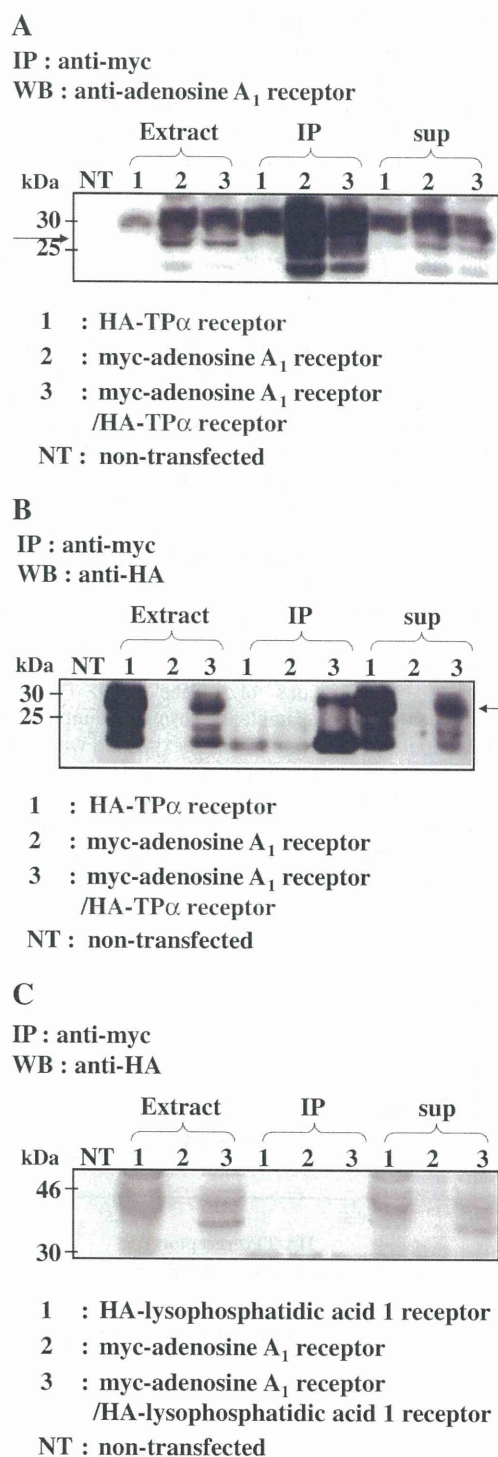 A
IP : anti-myc
WB : anti-adenosine A₁ receptor
Extract IP sup
kDa NT 1 2 3 1 2 3 1 2 3
30
25
1 : HA-TPα receptor
2 : myc-adenosine A₁ receptor
3 : myc-adenosine A₁ receptor
/HA-TPα receptor
NT : non-transfected
B
IP : anti-myc
WB : anti-HA
Extract IP sup
kDa NT 1 2 3 1 2 3 1 2 3
30
25
1 : HA-TPα receptor
2 : myc-adenosine A₁ receptor
3 : myc-adenosine A₁ receptor
/HA-TPα receptor
NT : non-transfected
C
IP : anti-myc
WB : anti-HA
Extract IP sup
kDa NT 1 2 3 1 2 3 1 2 3
46
30
1 : HA-lysophosphatidic acid 1 receptor
2 : myc-adenosine A₁ receptor
3 : myc-adenosine A₁ receptor
/HA-lysophosphatidic acid 1 receptor
NT : non-transfected